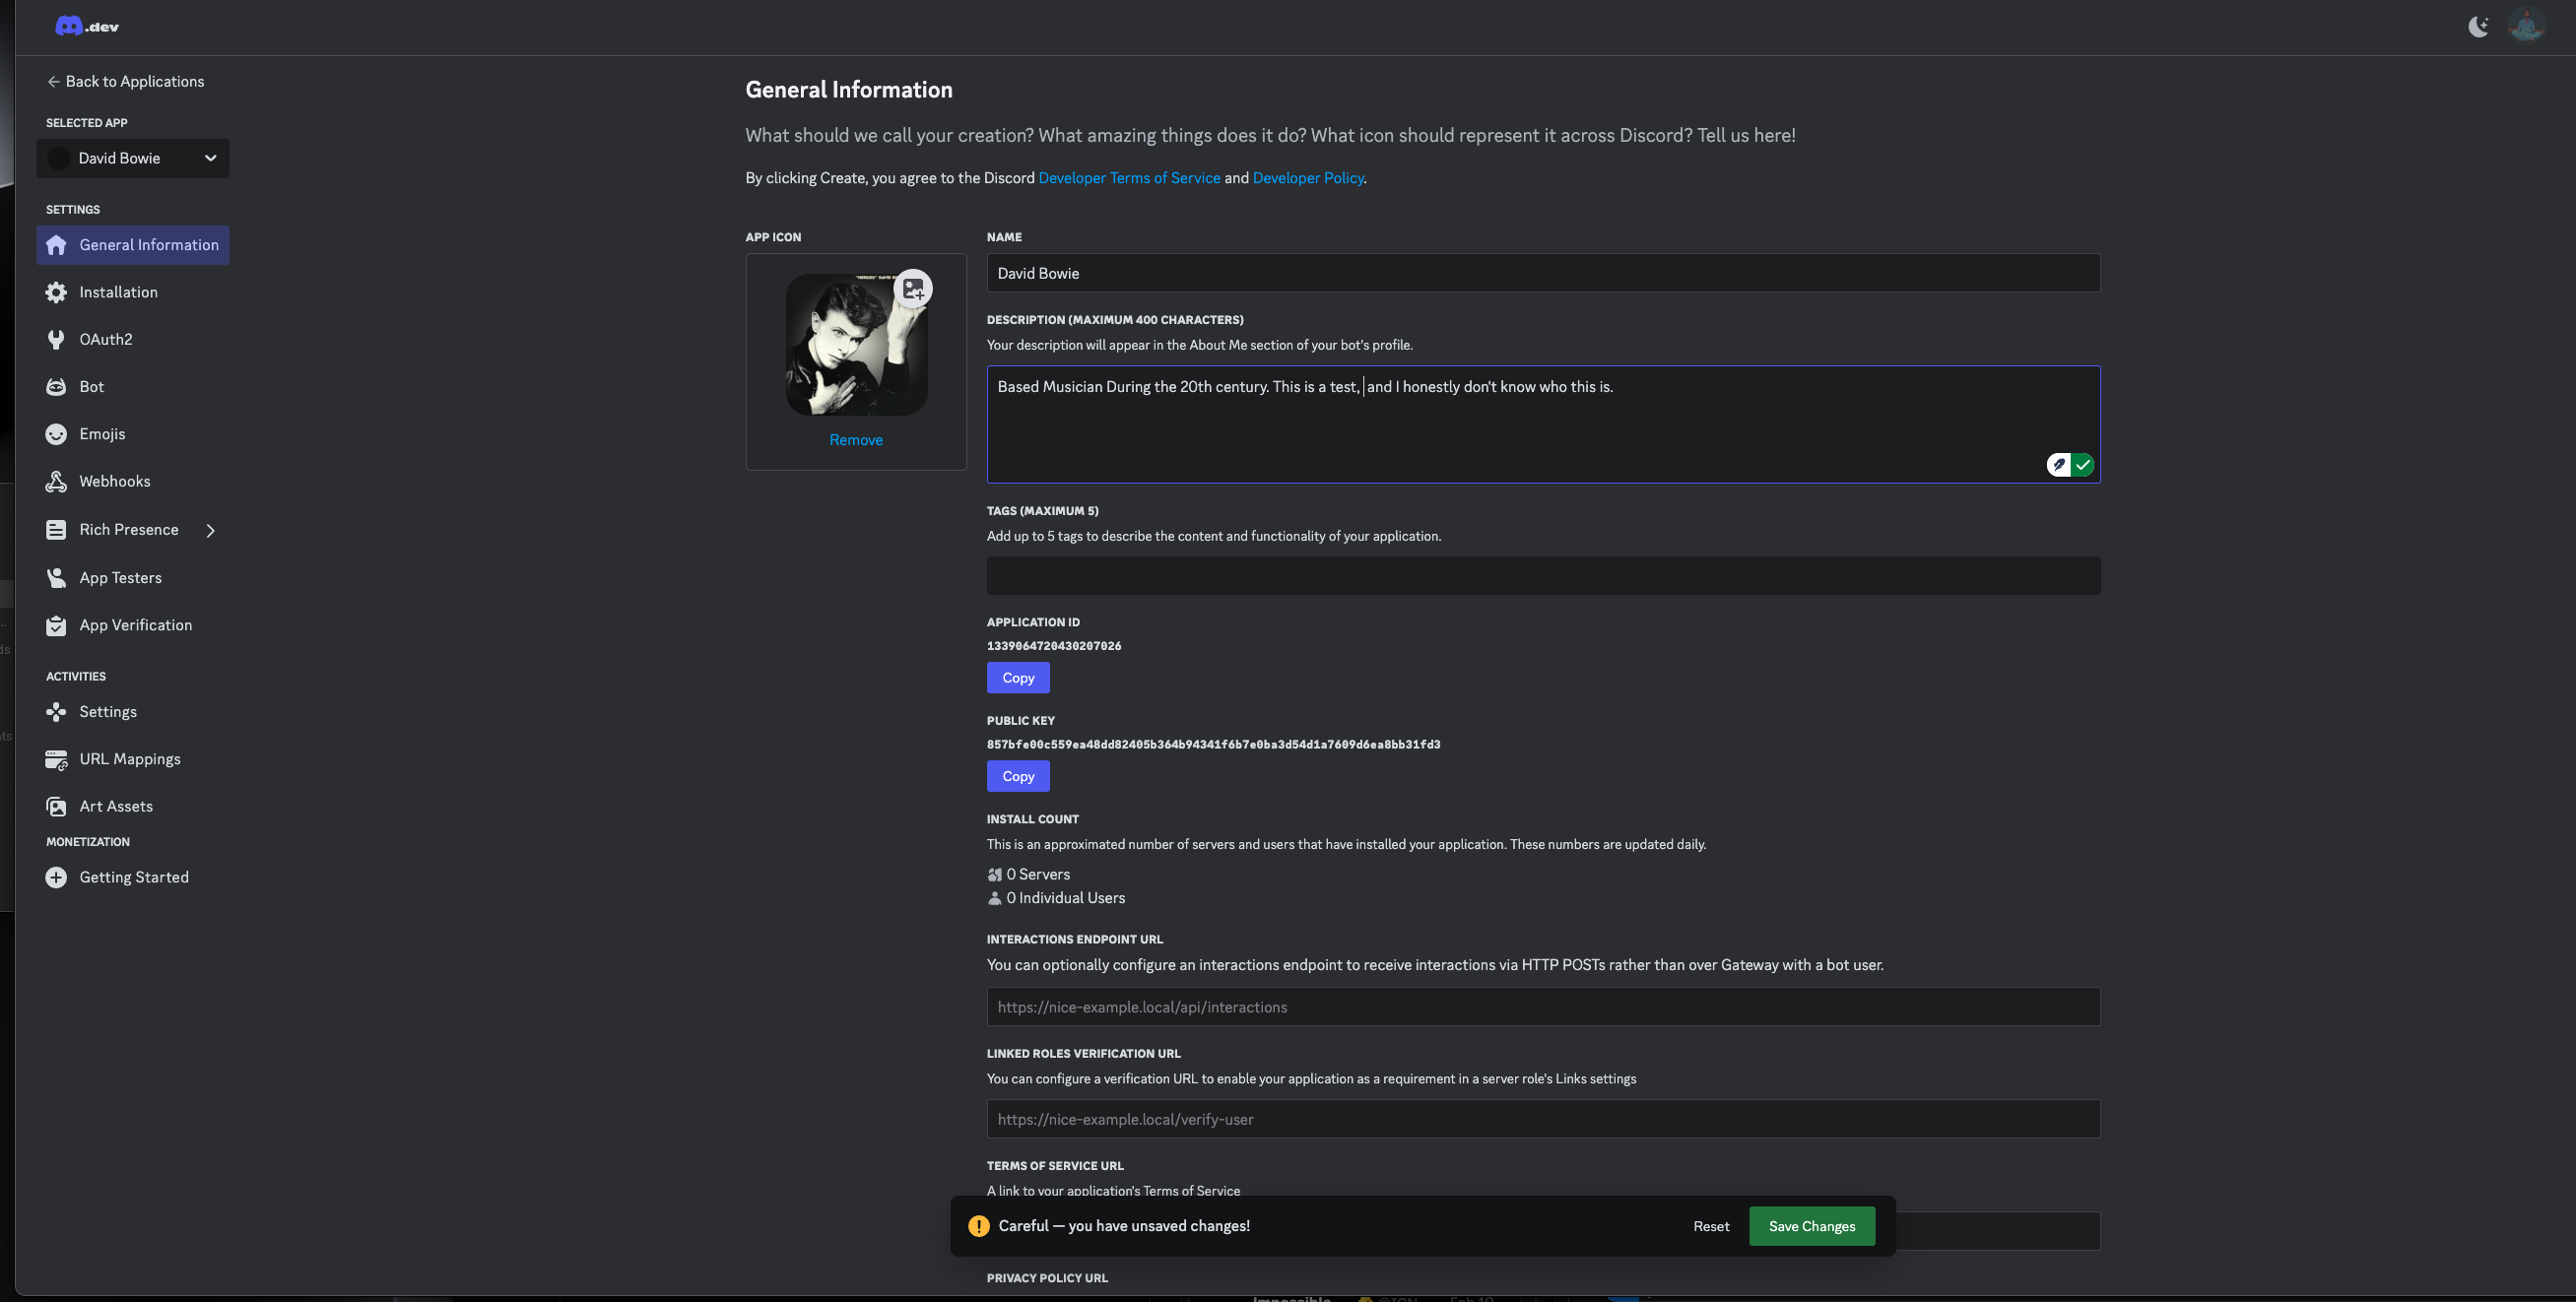 .dev
Back to Applications
SELECTED APP
David Bowie
SETTINGS
General Information
Installation
OAuth2
Bot
Emojis
Webhooks
Rich Presence
App Testers
App Verification
ACTIVITIES
Settings
URL Mappings
Art Assets
MONETIZATION
Getting Started
General Information
What should we call your creation? What amazing things does it do? What icon should represent it across Discord? Tell us here!
By clicking Create, you agree to the Discord Developer Terms of Service and Developer Policy.
APP ICON
Remove
NAME
David Bowie
DESCRIPTION (MAXIMUM 400 CHARACTERS)
Your description will appear in the About Me section of your bot's profile.
Based Musician During the 20th century. This is a test, and I honestly don't know who this is.
TAGS (MAXIMUM 5)
Add up to 5 tags to describe the content and functionality of your application.
APPLICATION ID
1339064720430207026
Copy
PUBLIC KEY
857bfe00c559ea48dd82405b364b94341f6b7e0ba3d54d1a7609d6ea8bb31fd3
Copy
INSTALL COUNT
This is an approximated number of servers and users that have installed your application. These numbers are updated daily.
0 Servers
0 Individual Users
INTERACTIONS ENDPOINT URL
You can optionally configure an interactions endpoint to receive interactions via HTTP POSTs rather than over Gateway with a bot user.
https://nice-example.local/api/interactions
LINKED ROLES VERIFICATION URL
You can configure a verification URL to enable your application as a requirement in a server role's Links settings
https://nice-example.local/verify-user
TERMS OF SERVICE URL
A link to your application's Terms of Service
Careful — you have unsaved changes!
Reset
Save Changes
PRIVACY POLICY URL